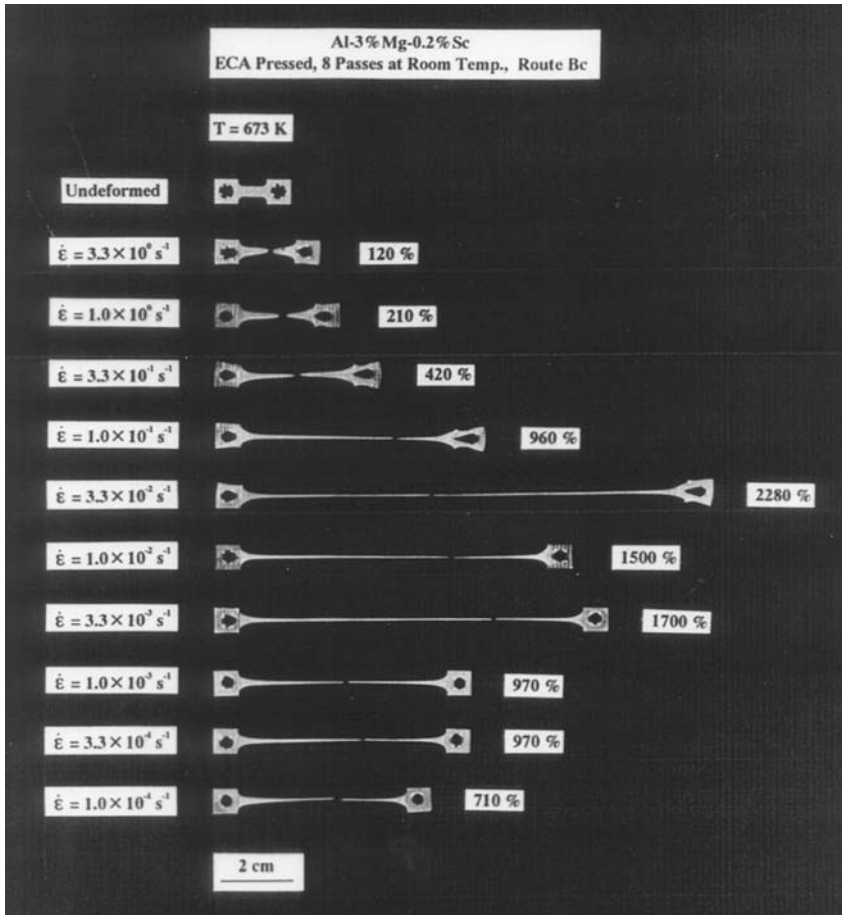 Al-3%Mg-0.2%Sc
ECA Pressed, 8 Passes at Room Temp., Route Bc
T = 673 K
Undeformed
ε̇ = 3.3×10⁰ s⁻¹ 120 %
ε̇ = 1.0×10⁰ s⁻¹ 210 %
ε̇ = 3.3×10⁻¹ s⁻¹ 420 %
ε̇ = 1.0×10⁻¹ s⁻¹ 960 %
ε̇ = 3.3×10⁻² s⁻¹ 2280 %
ε̇ = 1.0×10⁻² s⁻¹ 1500 %
ε̇ = 3.3×10⁻³ s⁻¹ 1700 %
ε̇ = 1.0×10⁻³ s⁻¹ 970 %
ε̇ = 3.3×10⁻⁴ s⁻¹ 970 %
ε̇ = 1.0×10⁻⁴ s⁻¹ 710 %
2 cm